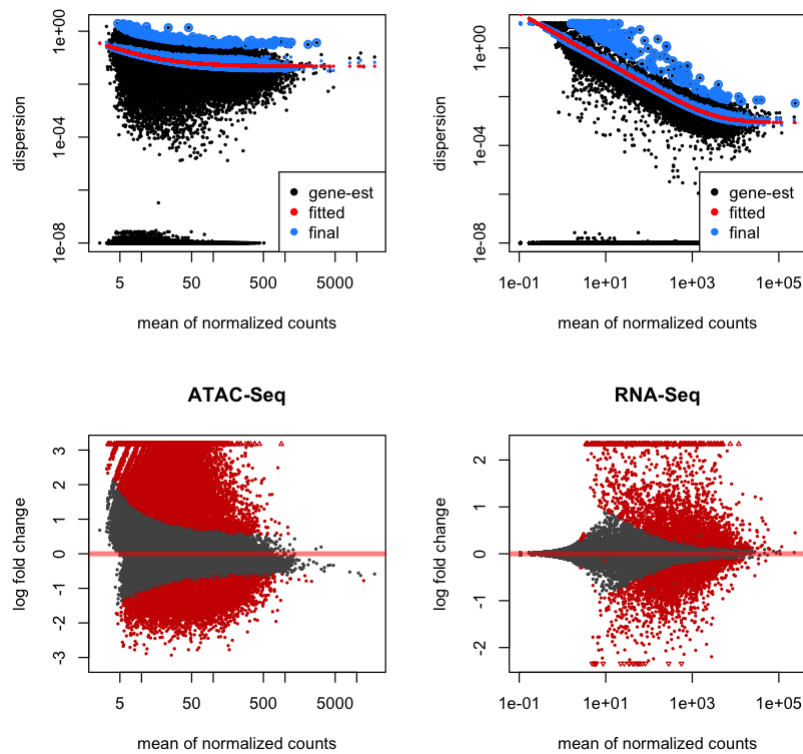 1e+00
1e-04
1e-08
dispersion
gene-est
fitted
final
5 50 500 5000
mean of normalized counts
1e+00
1e-04
1e-08
dispersion
gene-est
fitted
final
1e-01 1e+01 1e+03 1e+05
mean of normalized counts
ATAC-Seq
3
2
1
0
-1
-2
-3
log fold change
5 50 500 5000
mean of normalized counts
RNA-Seq
2
1
0
-1
-2
log fold change
1e-01 1e+01 1e+03 1e+05
mean of normalized counts